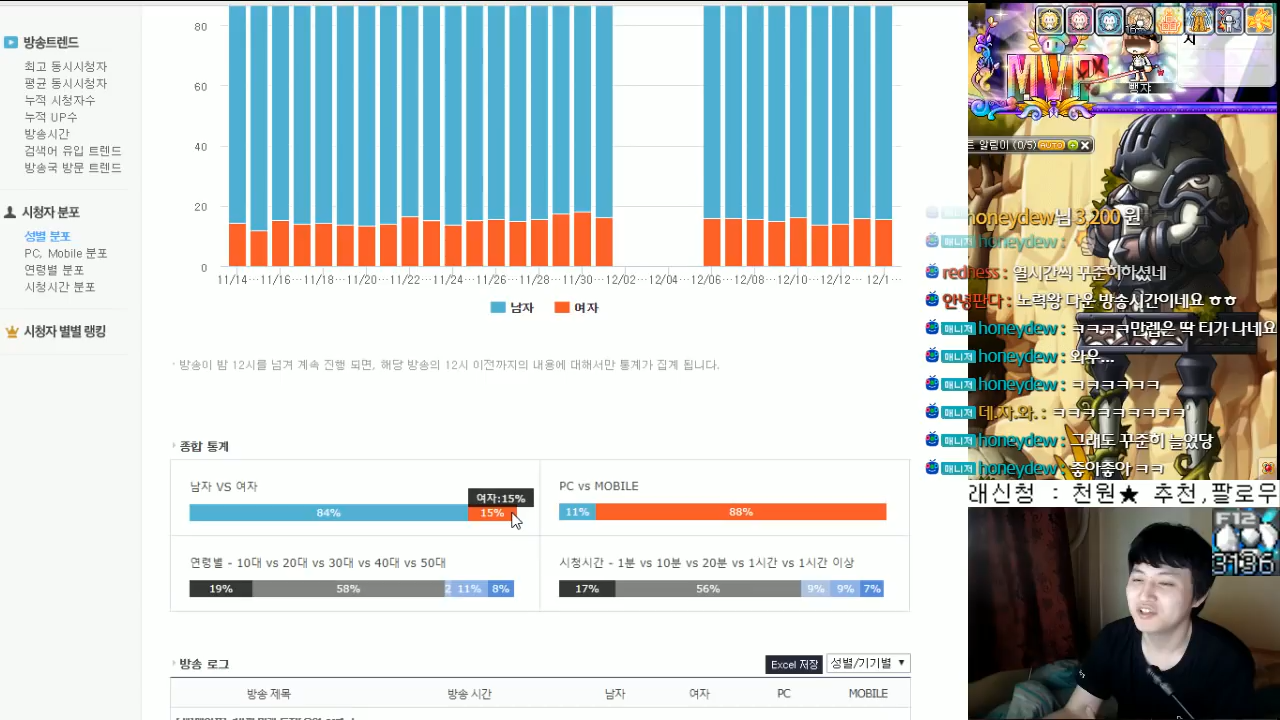 방송트렌드
최고 동시시청자
평균 동시시청자
누적 시청자수
누적 UP수
방송시간
검색어 유입 트렌드
방송국 방문 트렌드
시청자 분포
성별 분포
PC, Mobile 분포
연령별 분포
시청시간 분포
시청자 별별 랭킹
80
60
40
20
0
11/14… 11/16… 11/18… 11/20… 11/22… 11/24… 11/26… 11/28… 11/30… 12/02… 12/04… 12/06… 12/08… 12/10… 12/12… 12/1…
남자 여자
· 방송이 밤 12시를 넘겨 계속 진행 되면, 해당 방송의 12시 이전까지의 내용에 대해서만 통계가 집계 됩니다.
종합 통계
남자 VS 여자
여자:15%
84% 15%
PC vs MOBILE
11% 88%
연령별 - 10대 vs 20대 vs 30대 vs 40대 vs 50대
19% 58% 2 11% 8%
시청시간 - 1분 vs 10분 vs 20분 vs 1시간 vs 1시간 이상
17% 56% 9% 9% 7%
방송 로그
Excel 저장
성별/기기별 ▼
방송 제목 방송 시간 남자 여자 PC MOBILE
MVP
지
뺑쟈
트 알림이 (0/5) AUTO
honeydew님 3,200 원
매니저 honeydew :
redness : 열시간씩 꾸준히하셨네
안녕판다 : 노력왕 다운 방송시간이네요 ㅎㅎ
매니저 honeydew : ㅋㅋㅋㅋ만렙은 딱 티가 나네요
매니저 honeydew : 와우...
매니저 honeydew : ㅋㅋㅋㅋㅋㅋ
매니저 데.자.와. : ㅋㅋㅋㅋㅋㅋㅋㅋㅋ
매니저 honeydew : 그래도 꾸준히 늘었당
매니저 honeydew : 좋아좋아 ㅋㅋ
래신청 : 천원★ 추천,팔로우
F12
3136